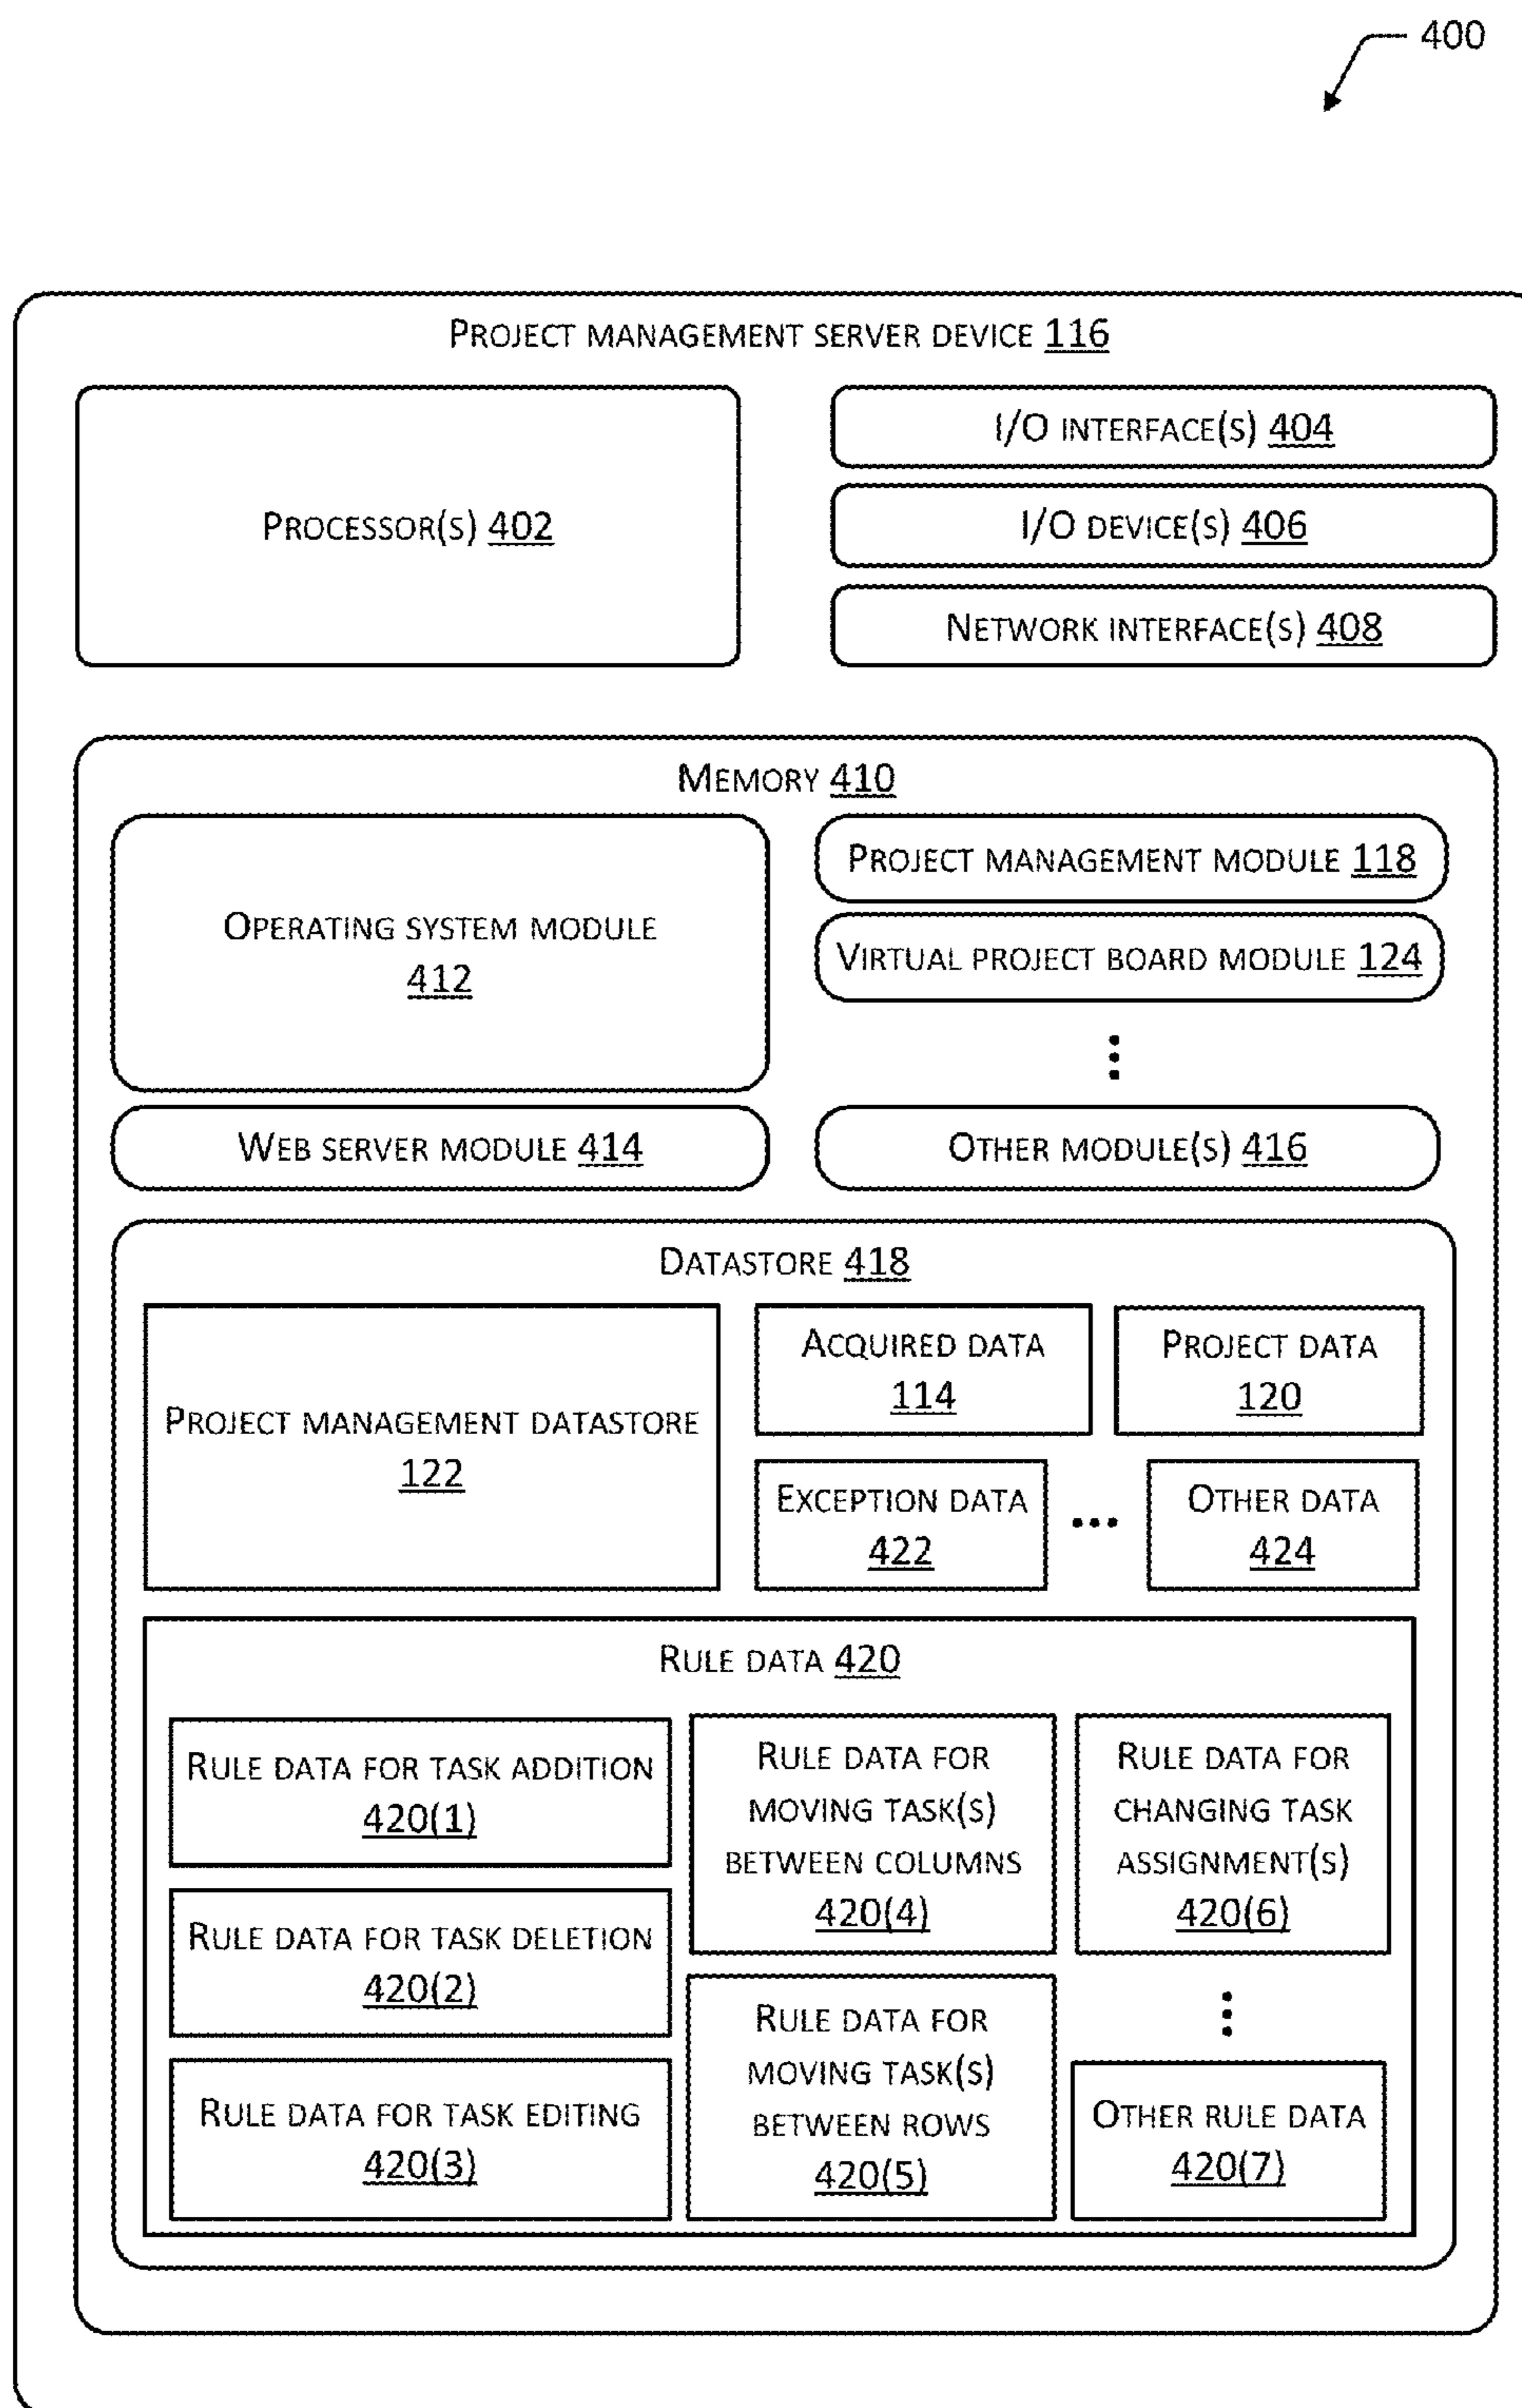 400
Project management server device 116
Processor(s) 402
I/O interface(s) 404
I/O device(s) 406
Network interface(s) 408
Memory 410
Operating system module
412
Web server module 414
Project management module 118
Virtual project board module 124
Other module(s) 416
Datastore 418
Project management datastore
122
Acquired data
114
Project data
120
Exception data
422
Other data
424
Rule data 420
Rule data for task addition
420(1)
Rule data for task deletion
420(2)
Rule data for task editing
420(3)
Rule data for
moving task(s)
between columns
420(4)
Rule data for
moving task(s)
between rows
420(5)
Rule data for
changing task
assignment(s)
420(6)
Other rule data
420(7)